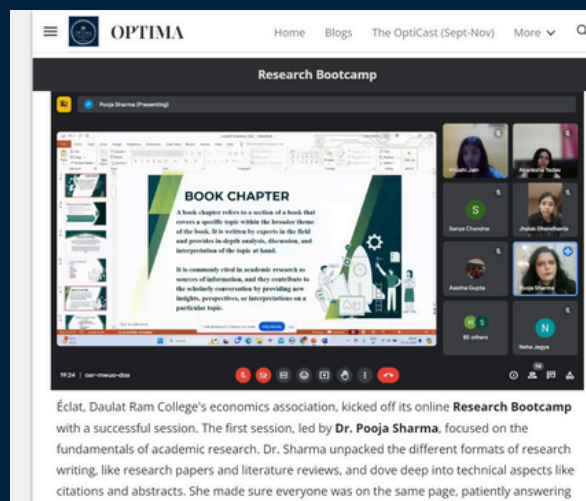 OPTIMA
Home Blogs The OptiCast (Sept-Nov) More
Research Bootcamp
Pooja Sharma (Presenting)
BOOK CHAPTER
A book chapter refers to a section of a book that
covers a specific topic within the broader theme
of the book. It is written by experts in the field
and provides in-depth analysis, discussion, and
interpretation of the topic at hand.
It is commonly cited in academic research as
sources of information, and they contribute to
the scholarly conversation by providing new
insights, perspectives, or interpretations on a
particular topic.
Khushi Jain
Akanksha Yadav
S
Sanya Chandna
Jhalak Dhandhania
Aastha Gupta
Pooja Sharma
H S
85 others
N
Neha Jagya
19:24
Éclat, Daulat Ram College's economics association, kicked off its online Research Bootcamp
with a successful session. The first session, led by Dr. Pooja Sharma, focused on the
fundamentals of academic research. Dr. Sharma unpacked the different formats of research
writing, like research papers and literature reviews, and dove deep into technical aspects like
citations and abstracts. She made sure everyone was on the same page, patiently answering